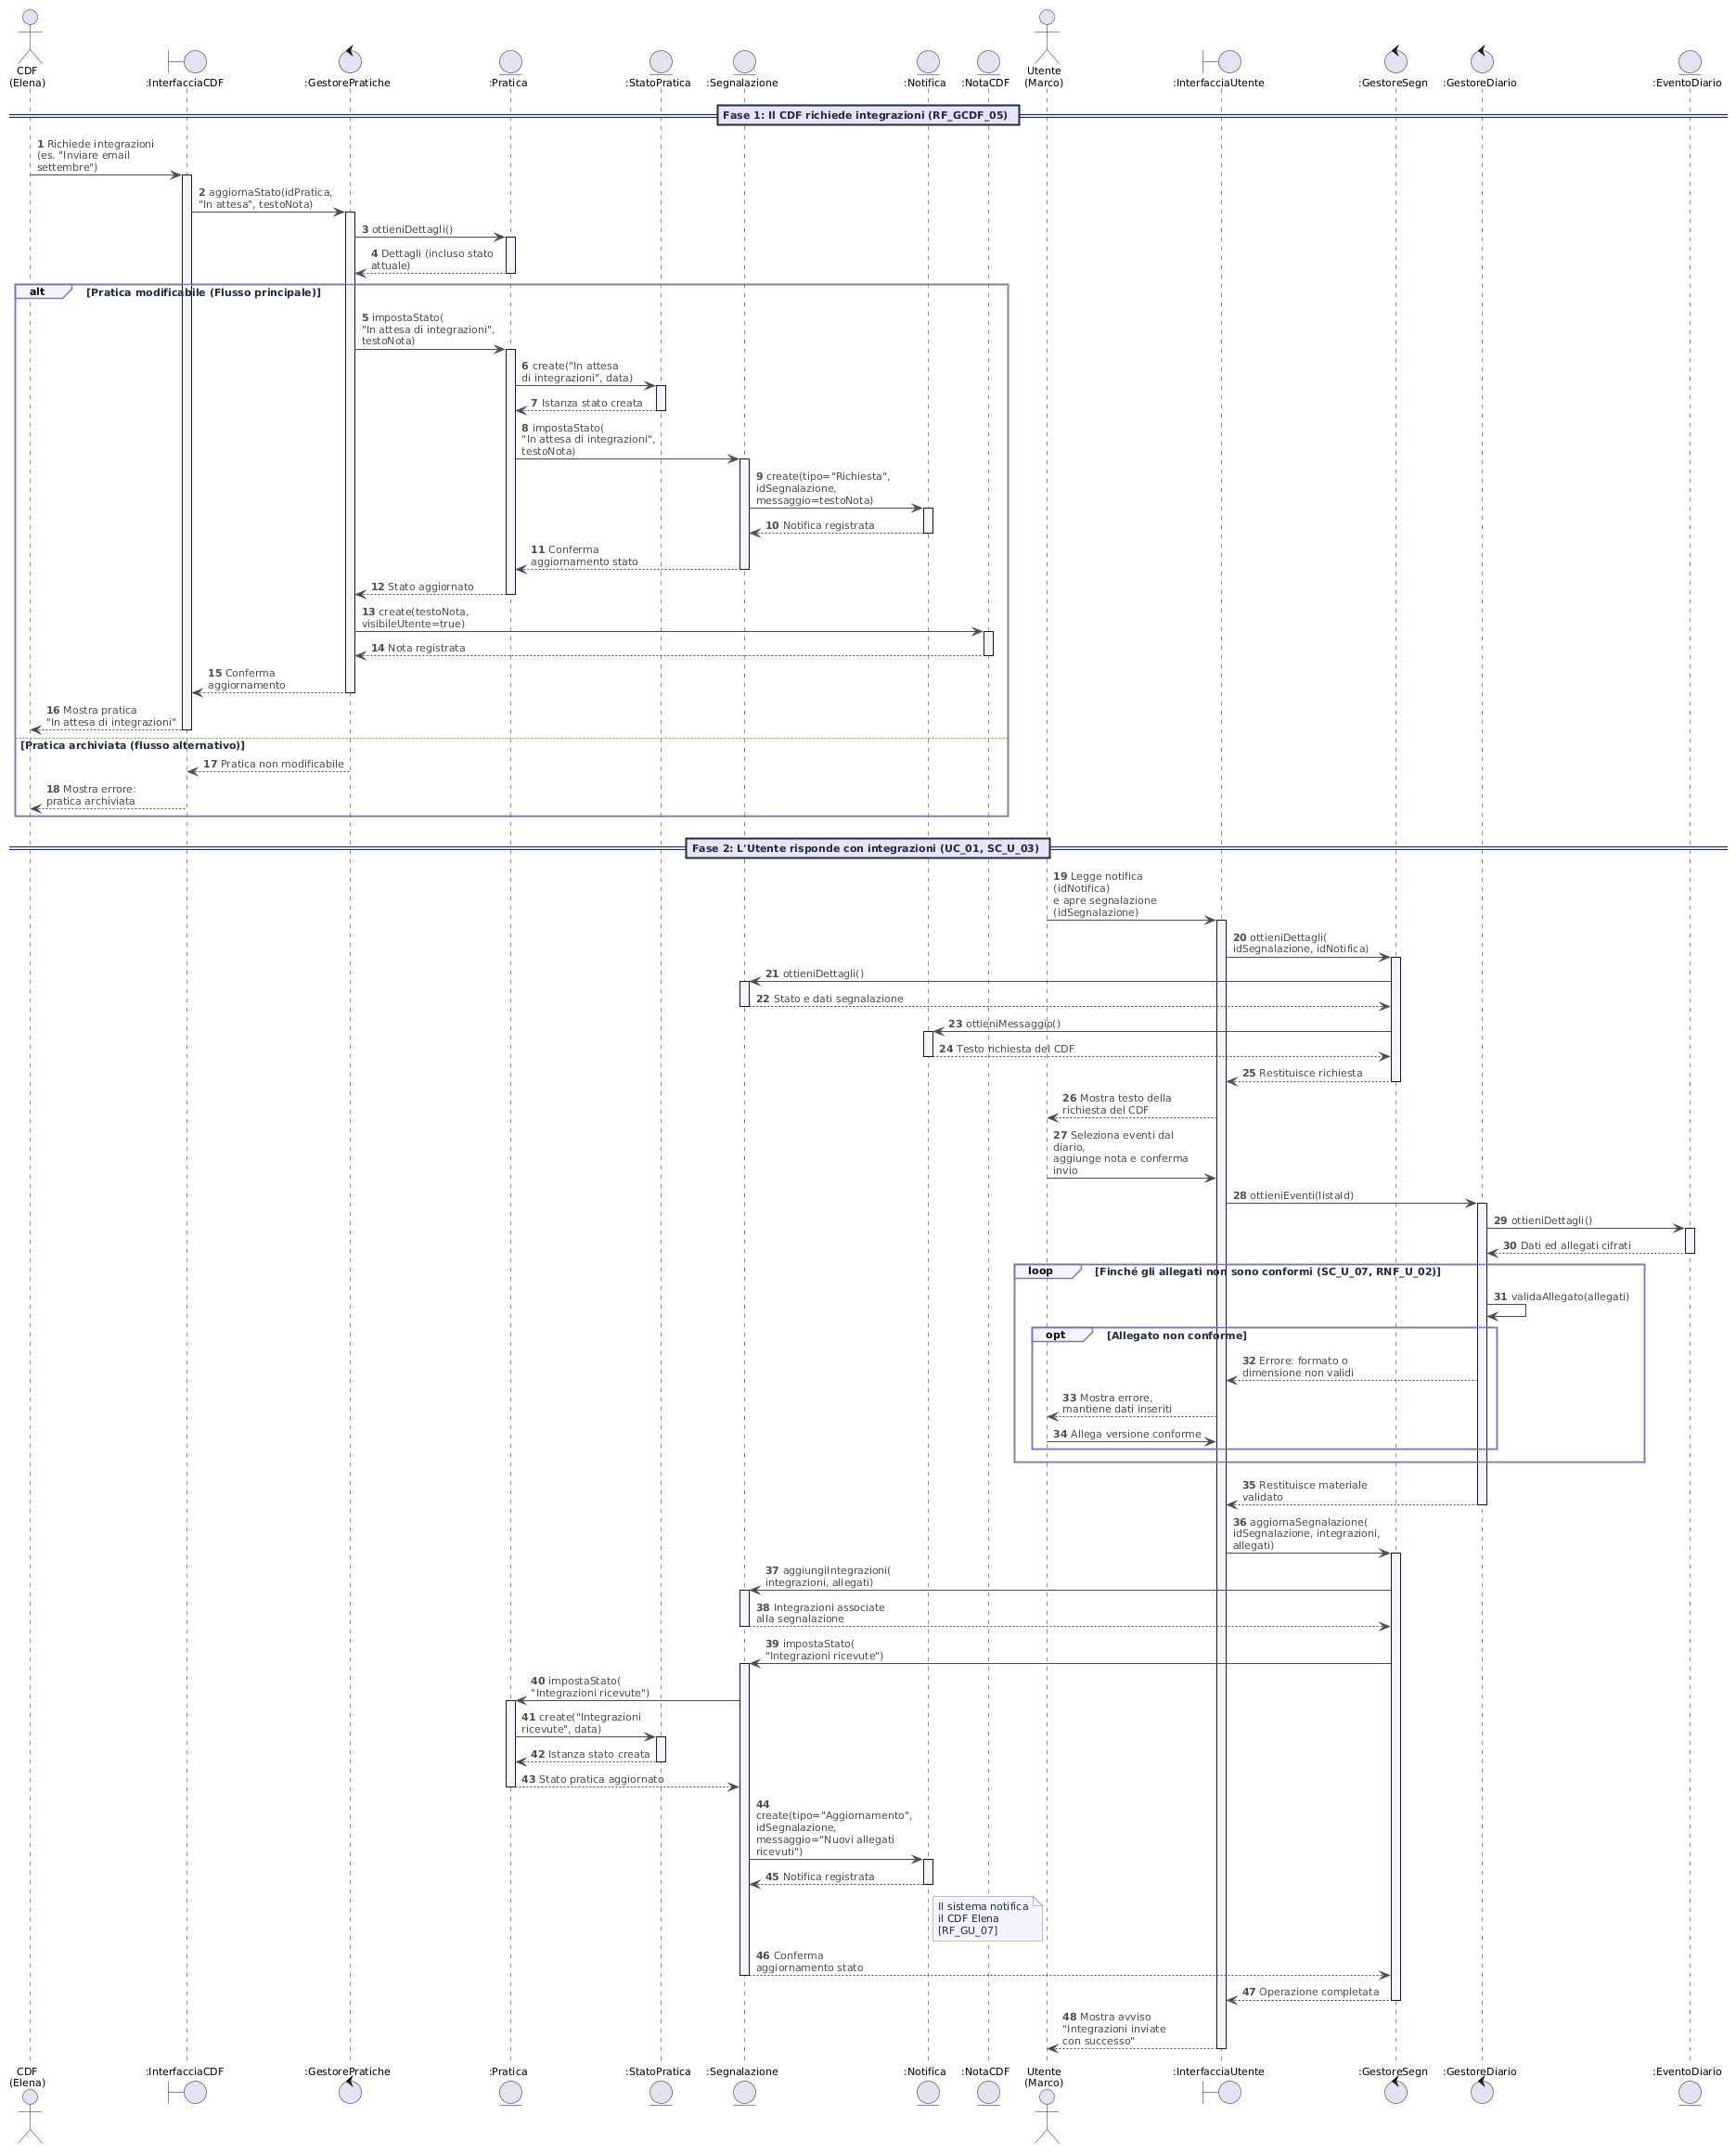 CDF
(Elena)
:InterfacciaCDF
:GestorePratiche
:Pratica
:StatoPratica
:Segnalazione
:Notifica
:NotaCDF
Utente
(Marco)
:InterfacciaUtente
:GestoreSegn
:GestoreDiario
:EventoDiario
Fase 1: Il CDF richiede integrazioni (RF_GCDF_05)
1 Richiede integrazioni
(es. "Inviare email
settembre")
2 aggiornaStato(idPratica,
"In attesa", testoNota)
3 ottieniDettagli()
4 Dettagli (incluso stato
attuale)
alt
[Pratica modificabile (Flusso principale)]
5 impostaStato(
"In attesa di integrazioni",
testoNota)
6 create("In attesa
di integrazioni", data)
7 Istanza stato creata
8 impostaStato(
"In attesa di integrazioni",
testoNota)
9 create(tipo="Richiesta",
idSegnalazione,
messaggio=testoNota)
10 Notifica registrata
11 Conferma
aggiornamento stato
12 Stato aggiornato
13 create(testoNota,
visibileUtente=true)
14 Nota registrata
15 Conferma
aggiornamento
16 Mostra pratica
"In attesa di integrazioni"
[Pratica archiviata (flusso alternativo)]
17 Pratica non modificabile
18 Mostra errore:
pratica archiviata
Fase 2: L'Utente risponde con integrazioni (UC_01, SC_U_03)
19 Legge notifica
(idNotifica)
e apre segnalazione
(idSegnalazione)
20 ottieniDettagli(
idSegnalazione, idNotifica)
21 ottieniDettagli()
22 Stato e dati segnalazione
23 ottieniMessaggio()
24 Testo richiesta del CDF
25 Restituisce richiesta
26 Mostra testo della
richiesta del CDF
27 Seleziona eventi dal
diario,
aggiunge nota e conferma
invio
28 ottieniEventi(listaId)
29 ottieniDettagli()
30 Dati ed allegati cifrati
loop
[Finché gli allegati non sono conformi (SC_U_07, RNF_U_02)]
31 validaAllegato(allegati)
opt
[Allegato non conforme]
32 Errore: formato o
dimensione non validi
33 Mostra errore,
mantiene dati inseriti
34 Allega versione conforme
35 Restituisce materiale
validato
36 aggiornaSegnalazione(
idSegnalazione, integrazioni,
allegati)
37 aggiungiIntegrazioni(
integrazioni, allegati)
38 Integrazioni associate
alla segnalazione
39 impostaStato(
"Integrazioni ricevute")
40 impostaStato(
"Integrazioni ricevute")
41 create("Integrazioni
ricevute", data)
42 Istanza stato creata
43 Stato pratica aggiornato
44
create(tipo="Aggiornamento",
idSegnalazione,
messaggio="Nuovi allegati
ricevuti")
45 Notifica registrata
Il sistema notifica
il CDF Elena
[RF_GU_07]
46 Conferma
aggiornamento stato
47 Operazione completata
48 Mostra avviso
"Integrazioni inviate
con successo"
CDF
(Elena)
:InterfacciaCDF
:GestorePratiche
:Pratica
:StatoPratica
:Segnalazione
:Notifica
:NotaCDF
Utente
(Marco)
:InterfacciaUtente
:GestoreSegn
:GestoreDiario
:EventoDiario